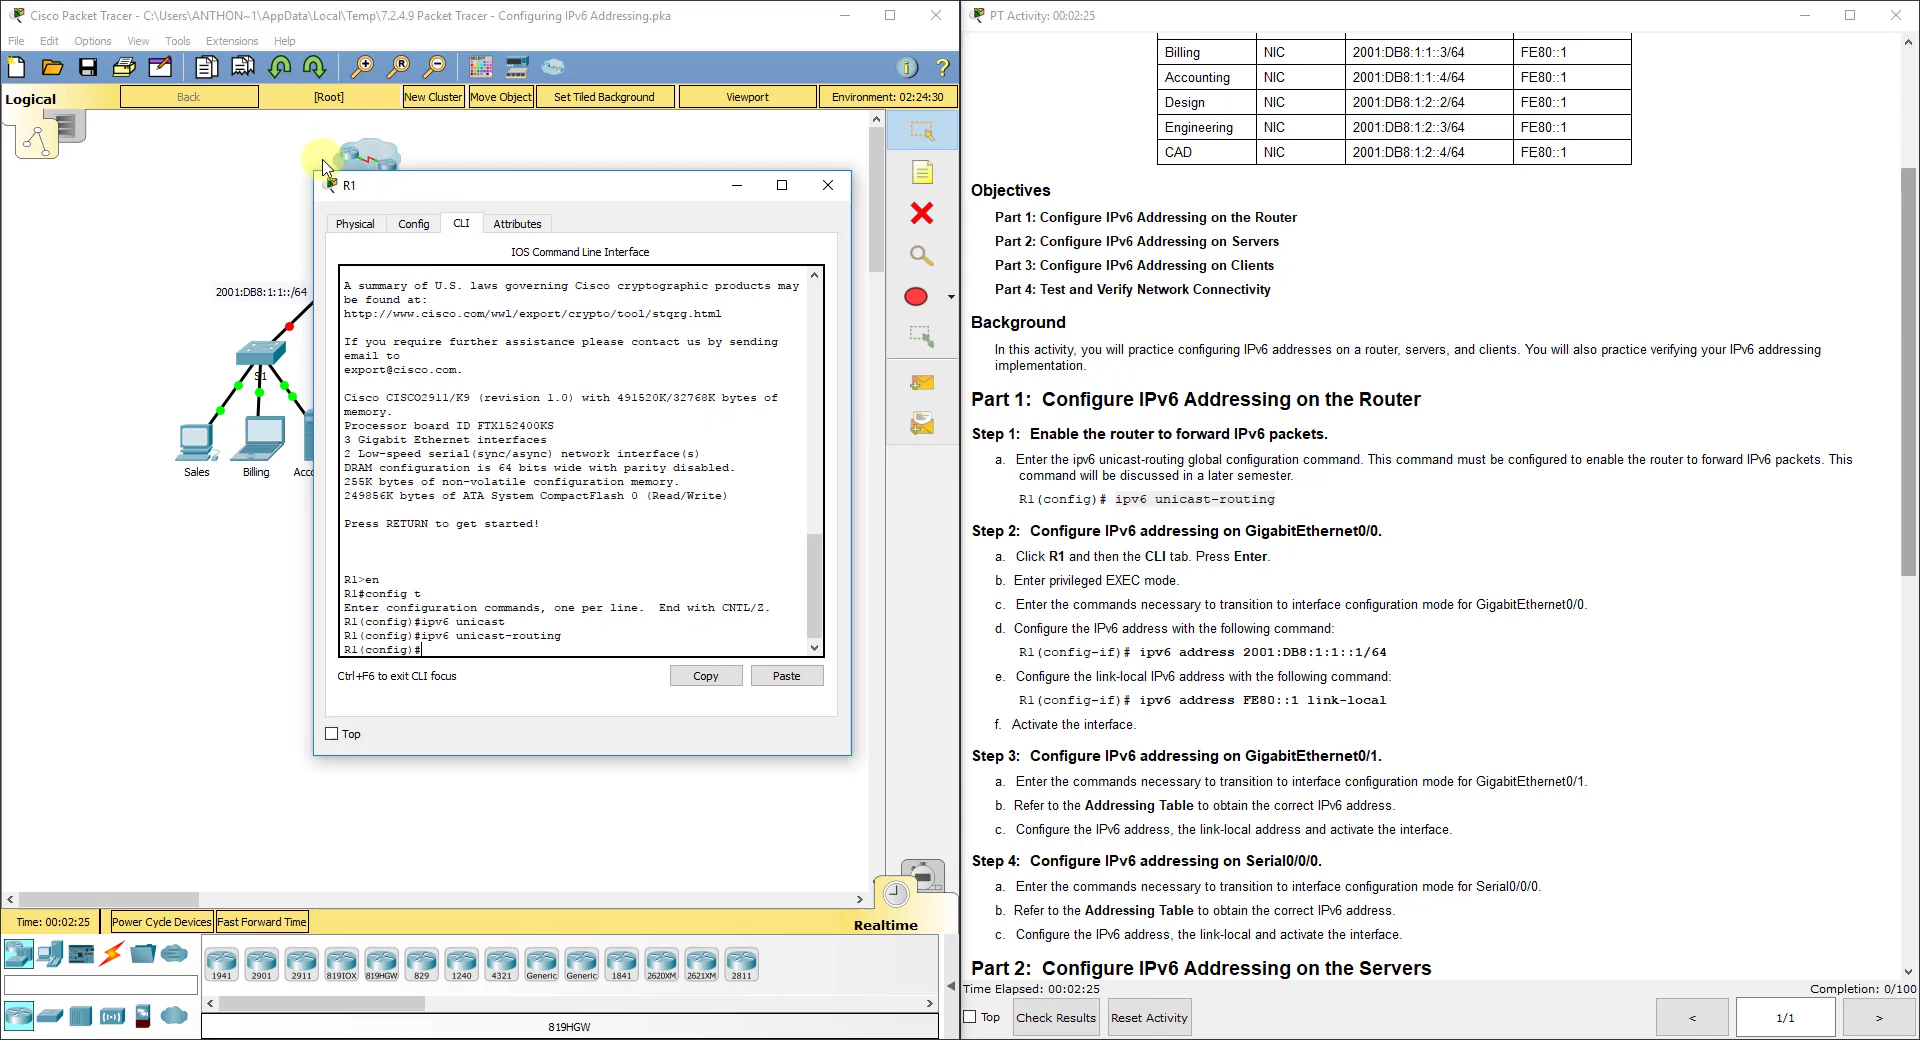 Cisco Packet Tracer - C:\Users\ANTHON~1\AppData\Local\Temp\7.2.4.9 Packet Tracer - Configuring IPv6 Addressing.pka
File Edit Options View Tools Extensions Help
Logical Back [Root] New Cluster Move Object Set Tiled Background Viewport Environment: 02:24:30
2001:DB8:1:1::/64
S1
Sales Billing Acco
R1
Physical Config CLI Attributes
IOS Command Line Interface
A summary of U.S. laws governing Cisco cryptographic products may
be found at:
http://www.cisco.com/wwl/export/crypto/tool/stqrg.html
If you require further assistance please contact us by sending
email to
export@cisco.com.
Cisco CISCO2911/K9 (revision 1.0) with 491520K/32768K bytes of
memory.
Processor board ID FTX152400KS
3 Gigabit Ethernet interfaces
2 Low-speed serial(sync/async) network interface(s)
DRAM configuration is 64 bits wide with parity disabled.
255K bytes of non-volatile configuration memory.
249856K bytes of ATA System CompactFlash 0 (Read/Write)
Press RETURN to get started!
R1>en
R1#config t
Enter configuration commands, one per line.  End with CNTL/Z.
R1(config)#ipv6 unicast
R1(config)#ipv6 unicast-routing
R1(config)#
Ctrl+F6 to exit CLI focus Copy Paste
Top
Time: 00:02:25 Power Cycle Devices Fast Forward Time Realtime
1941 2901 2911 819IOX 819HGW 829 1240 4321 Generic Generic 1841 2620XM 2621XM 2811
819HGW
PT Activity: 00:02:25
Billing NIC 2001:DB8:1:1::3/64 FE80::1
Accounting NIC 2001:DB8:1:1::4/64 FE80::1
Design NIC 2001:DB8:1:2::2/64 FE80::1
Engineering NIC 2001:DB8:1:2::3/64 FE80::1
CAD NIC 2001:DB8:1:2::4/64 FE80::1
Objectives
Part 1: Configure IPv6 Addressing on the Router
Part 2: Configure IPv6 Addressing on Servers
Part 3: Configure IPv6 Addressing on Clients
Part 4: Test and Verify Network Connectivity
Background
In this activity, you will practice configuring IPv6 addresses on a router, servers, and clients. You will also practice verifying your IPv6 addressing
implementation.
Part 1: Configure IPv6 Addressing on the Router
Step 1: Enable the router to forward IPv6 packets.
a. Enter the ipv6 unicast-routing global configuration command. This command must be configured to enable the router to forward IPv6 packets. This
command will be discussed in a later semester.
R1(config)# ipv6 unicast-routing
Step 2: Configure IPv6 addressing on GigabitEthernet0/0.
a. Click R1 and then the CLI tab. Press Enter.
b. Enter privileged EXEC mode.
c. Enter the commands necessary to transition to interface configuration mode for GigabitEthernet0/0.
d. Configure the IPv6 address with the following command:
R1(config-if)# ipv6 address 2001:DB8:1:1::1/64
e. Configure the link-local IPv6 address with the following command:
R1(config-if)# ipv6 address FE80::1 link-local
f. Activate the interface.
Step 3: Configure IPv6 addressing on GigabitEthernet0/1.
a. Enter the commands necessary to transition to interface configuration mode for GigabitEthernet0/1.
b. Refer to the Addressing Table to obtain the correct IPv6 address.
c. Configure the IPv6 address, the link-local address and activate the interface.
Step 4: Configure IPv6 addressing on Serial0/0/0.
a. Enter the commands necessary to transition to interface configuration mode for Serial0/0/0.
b. Refer to the Addressing Table to obtain the correct IPv6 address.
c. Configure the IPv6 address, the link-local and activate the interface.
Part 2: Configure IPv6 Addressing on the Servers
Time Elapsed: 00:02:25 Completion: 0/100
Top Check Results Reset Activity < 1/1 >